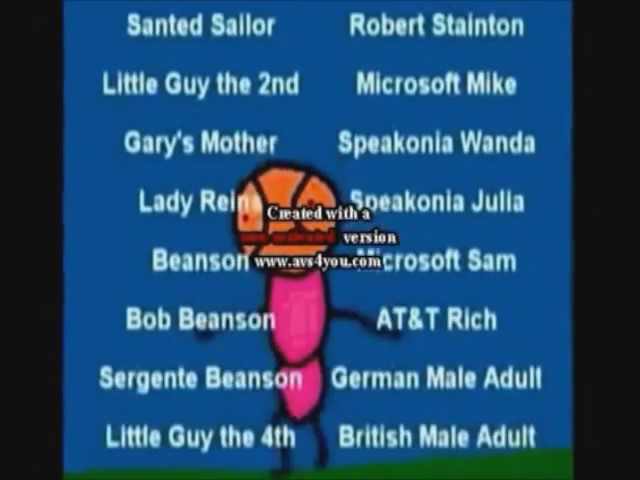 Santed Sailor Robert Stainton
Little Guy the 2nd Microsoft Mike
Gary's Mother Speakonia Wanda
Lady Speakonia Julia
Created with a
version
Beanson Microsoft Sam
www.avs4you.com
Bob Beanson AT&T Rich
Sergente Beanson German Male Adult
Little Guy the 4th British Male Adult